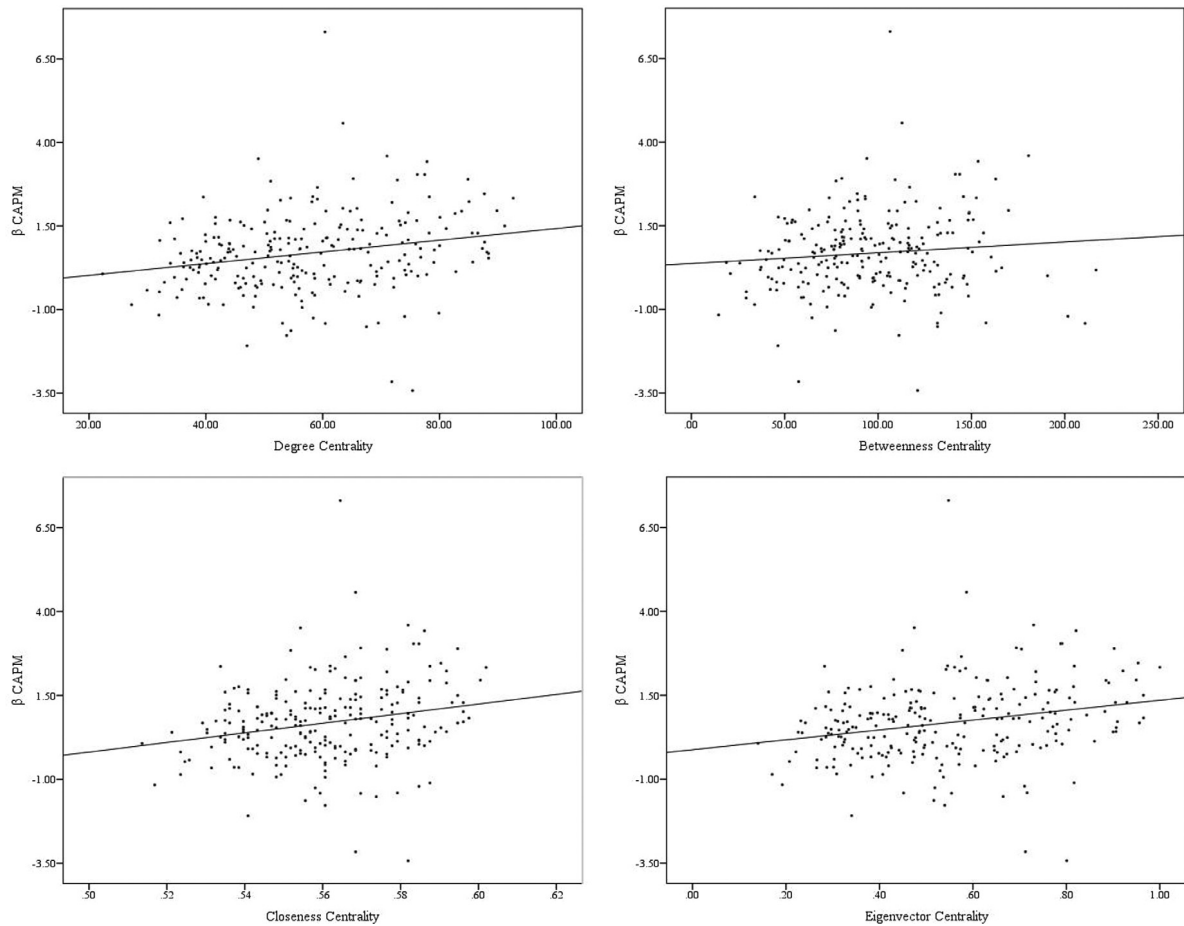 6.50
4.00
β CAPM
1.50
-1.00
-3.50
20.00 40.00 60.00 80.00 100.00
Degree Centrality
6.50
4.00
β CAPM
1.50
-1.00
-3.50
.00 50.00 100.00 150.00 200.00 250.00
Betweenness Centrality
6.50
4.00
β CAPM
1.50
-1.00
-3.50
.50 .52 .54 .56 .58 .60 .62
Closeness Centrality
6.50
4.00
β CAPM
1.50
-1.00
-3.50
.00 .20 .40 .60 .80 1.00
Eigenvector Centrality